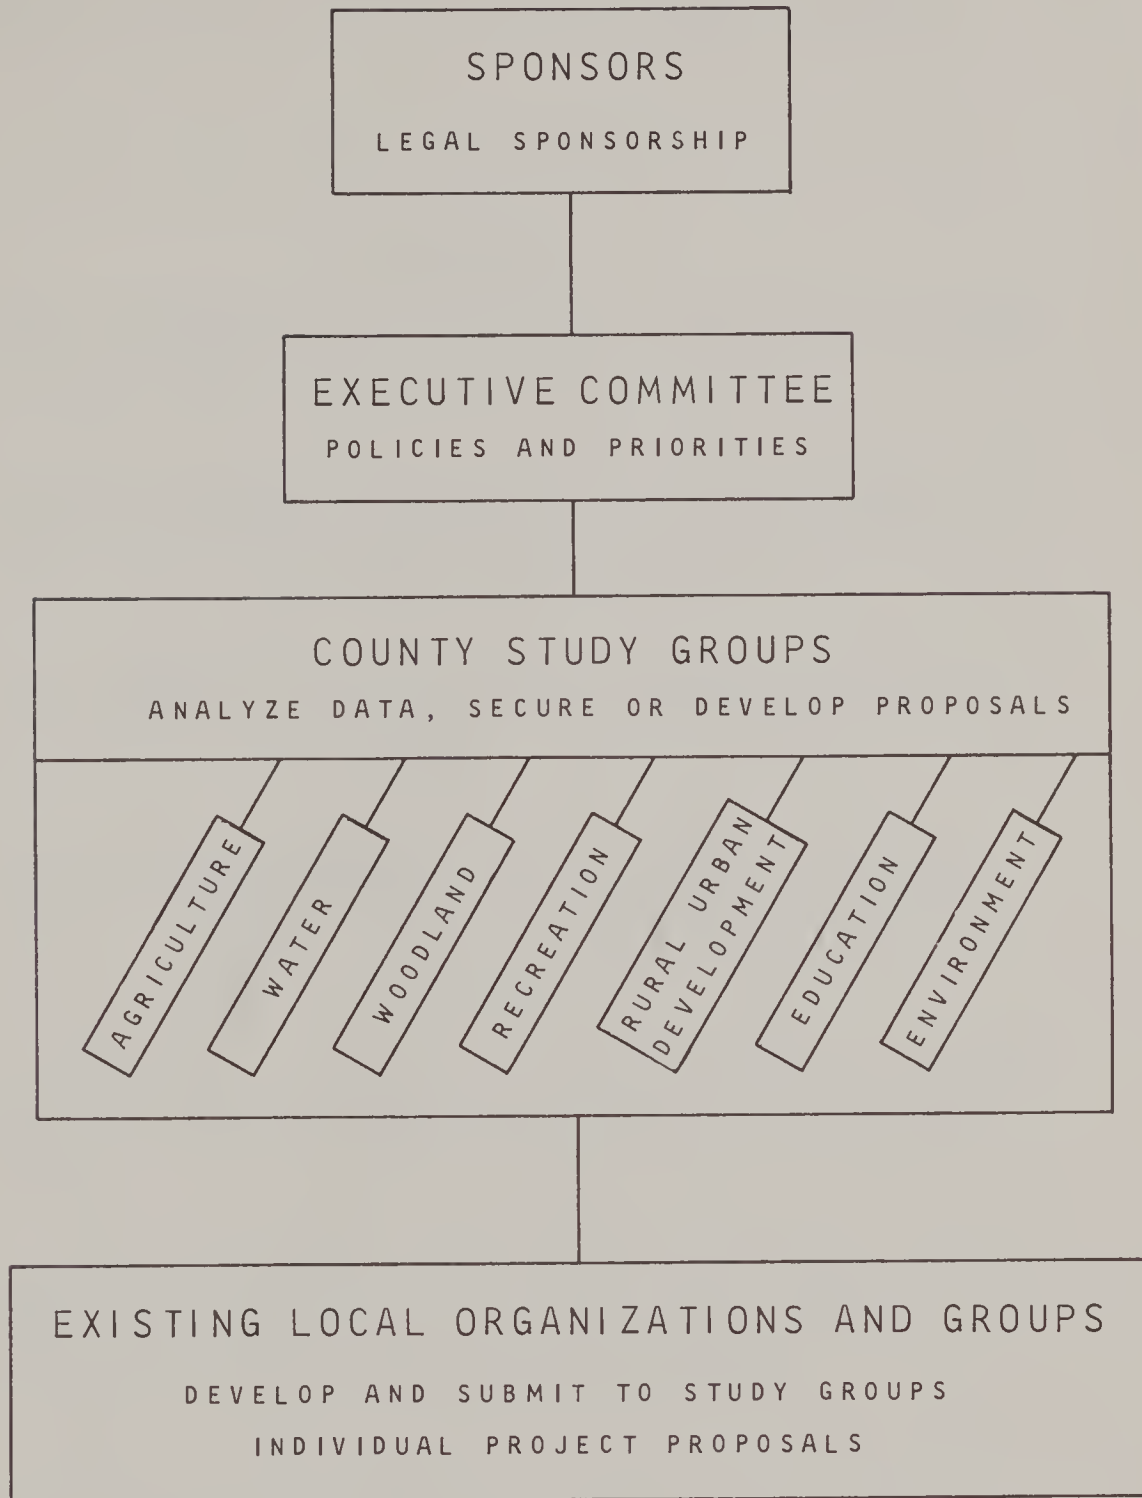 SPONSORS
LEGAL SPONSORSHIP
EXECUTIVE COMMITTEE
POLICIES AND PRIORITIES
COUNTY STUDY GROUPS
ANALYZE DATA, SECURE OR DEVELOP PROPOSALS
AGRICULTURE
WATER
WOODLAND
RECREATION
RURAL URBAN
DEVELOPMENT
EDUCATION
ENVIRONMENT
EXISTING LOCAL ORGANIZATIONS AND GROUPS
DEVELOP AND SUBMIT TO STUDY GROUPS
INDIVIDUAL PROJECT PROPOSALS